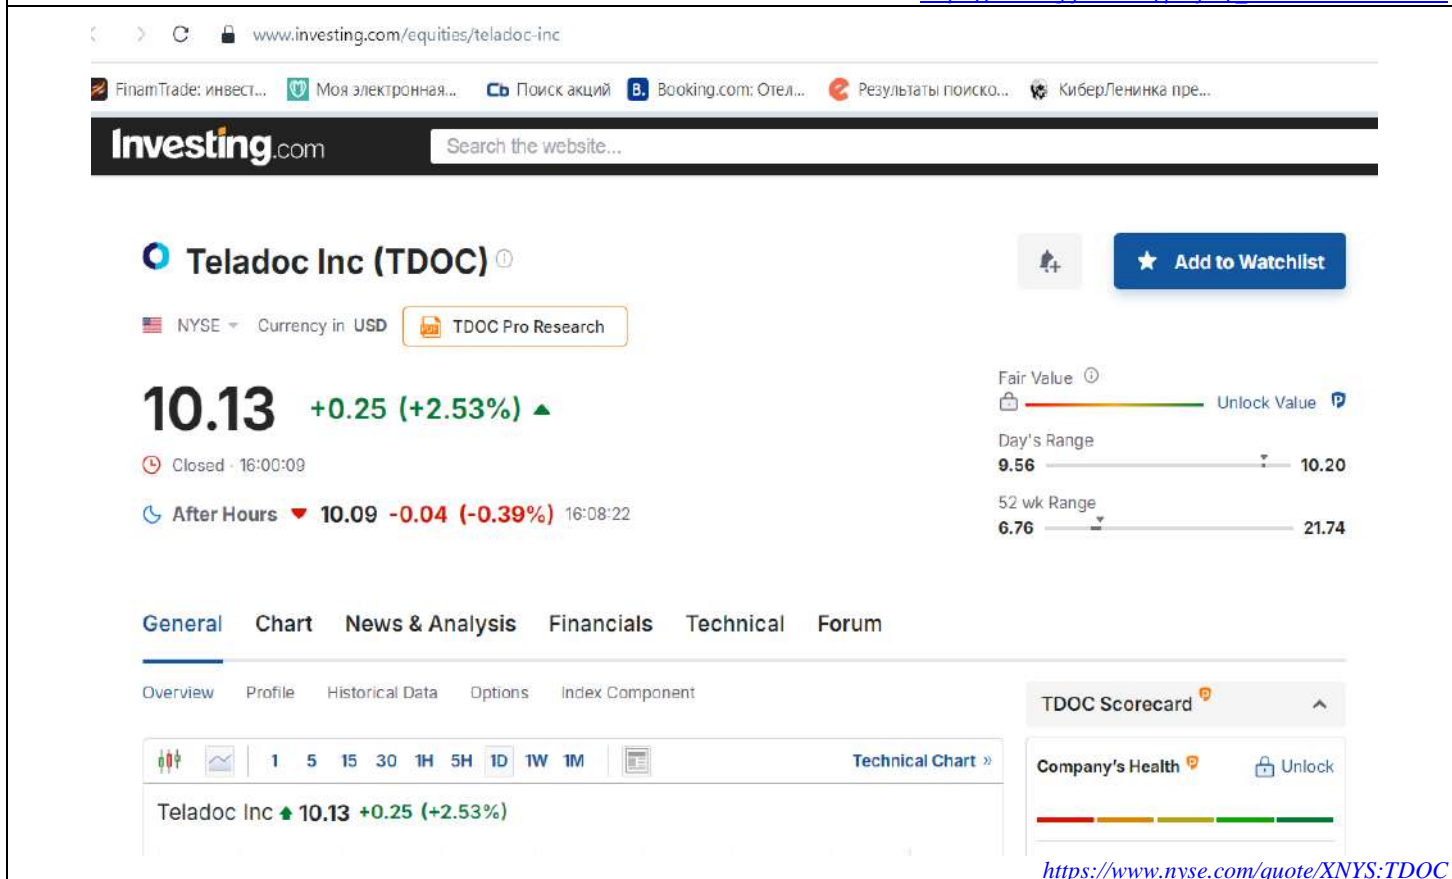 www.investing.com/equities/teladoc-inc
FinamTrade: инвест... Моя электронная... Сb Поиск акций B. Booking.com: Отел... Результаты поиско... КиберЛенинка пре...
Investing.com Search the website...
Teladoc Inc (TDOC) Add to Watchlist
NYSE Currency in USD TDOC Pro Research
10.13 +0.25 (+2.53%)
Fair Value
Unlock Value
Closed · 16:00:09
Day's Range
9.56 10.20
After Hours 10.09 -0.04 (-0.39%) 16:08:22
52 wk Range
6.76 21.74
General Chart News & Analysis Financials Technical Forum
Overview Profile Historical Data Options Index Component
TDOC Scorecard
1 5 15 30 1H 5H 1D 1W 1M Technical Chart »
Company's Health Unlock
Teladoc Inc 10.13 +0.25 (+2.53%)
https://www.nyse.com/quote/XNYS:TDOC